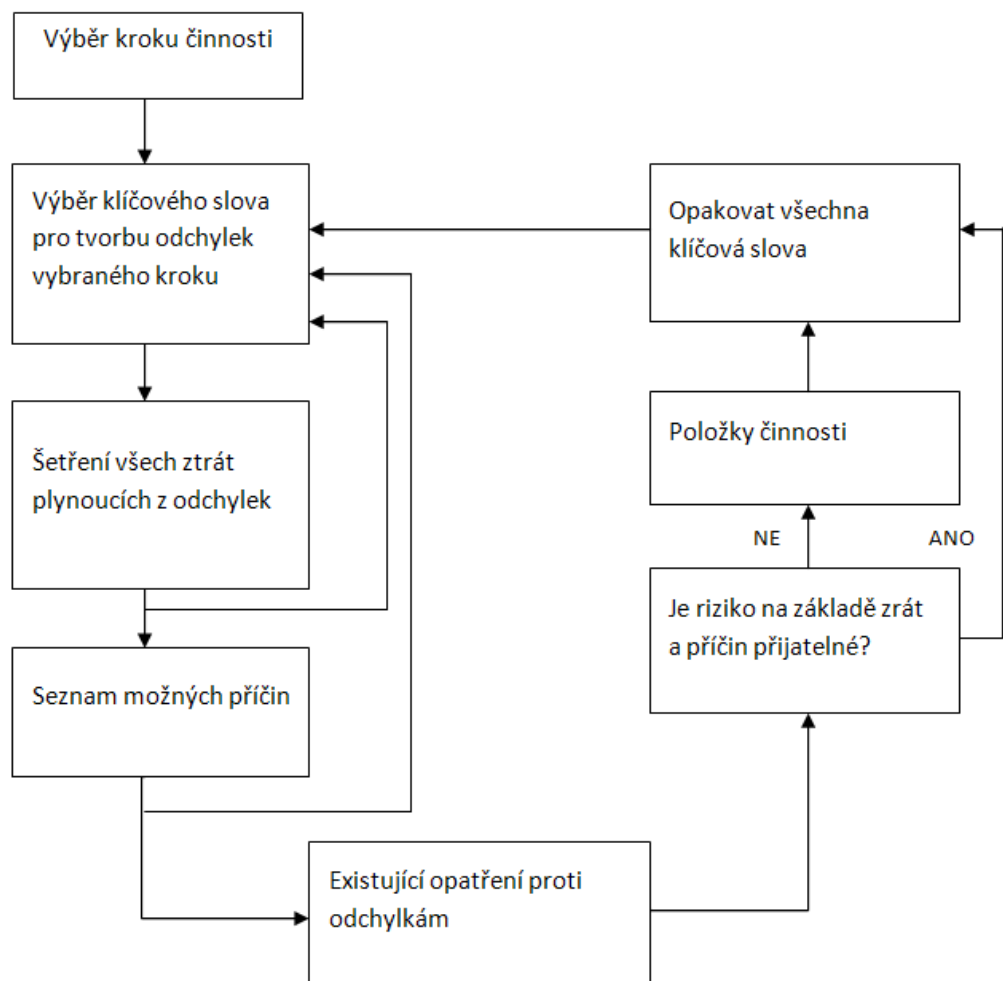 Výběr kroku činnosti
Výběr klíčového slova
pro tvorbu odchylek
vybraného kroku
Opakovat všechna
klíčová slova
Šetření všech ztrát
plynoucích z odchylek
Položky činnosti
NE
ANO
Je riziko na základě zrát
a příčin přijatelné?
Seznam možných příčin
Existující opatření proti
odchylkám